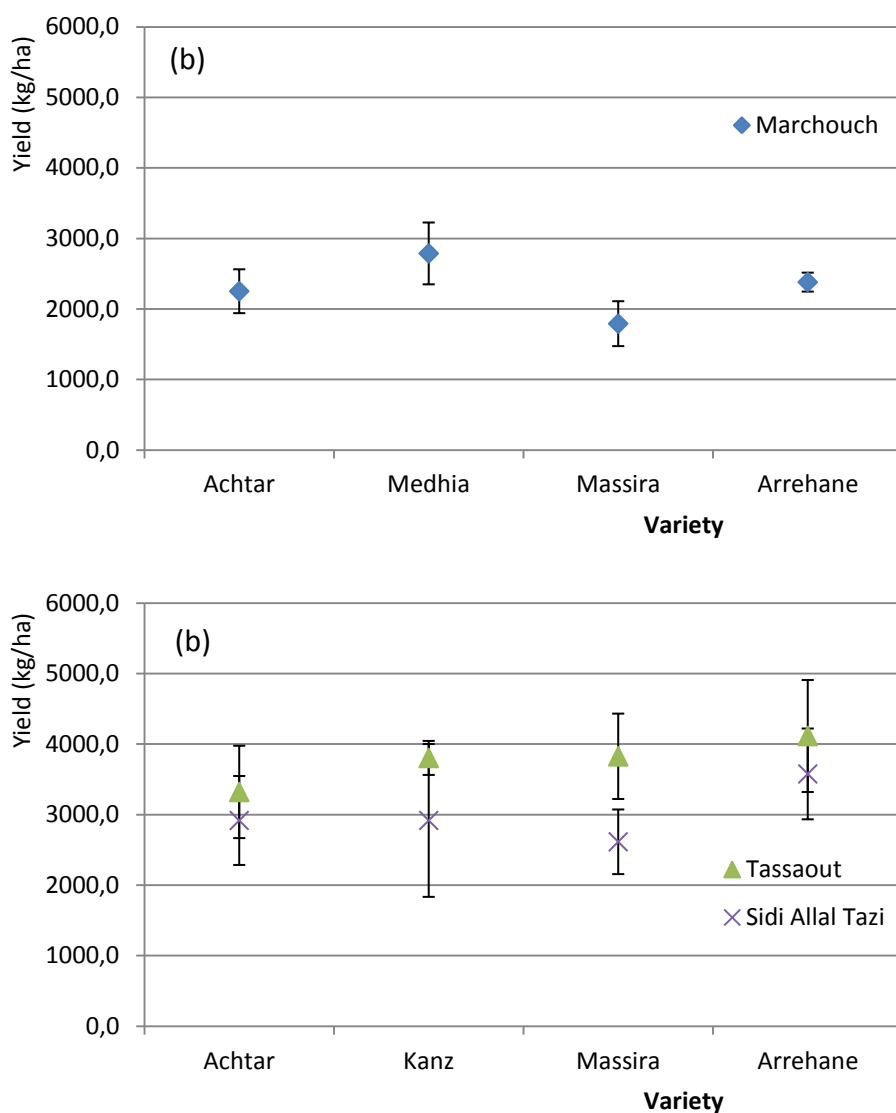 6000,0
(b)
5000,0
Yield (kg/ha)
Marchouch
4000,0
3000,0
2000,0
1000,0
0,0
Achtar Medhia Massira Arrehane
Variety
6000,0
(b)
5000,0
Yield (kg/ha)
4000,0
3000,0
Tassaout
2000,0
Sidi Allal Tazi
1000,0
0,0
Achtar Kanz Massira Arrehane
Variety